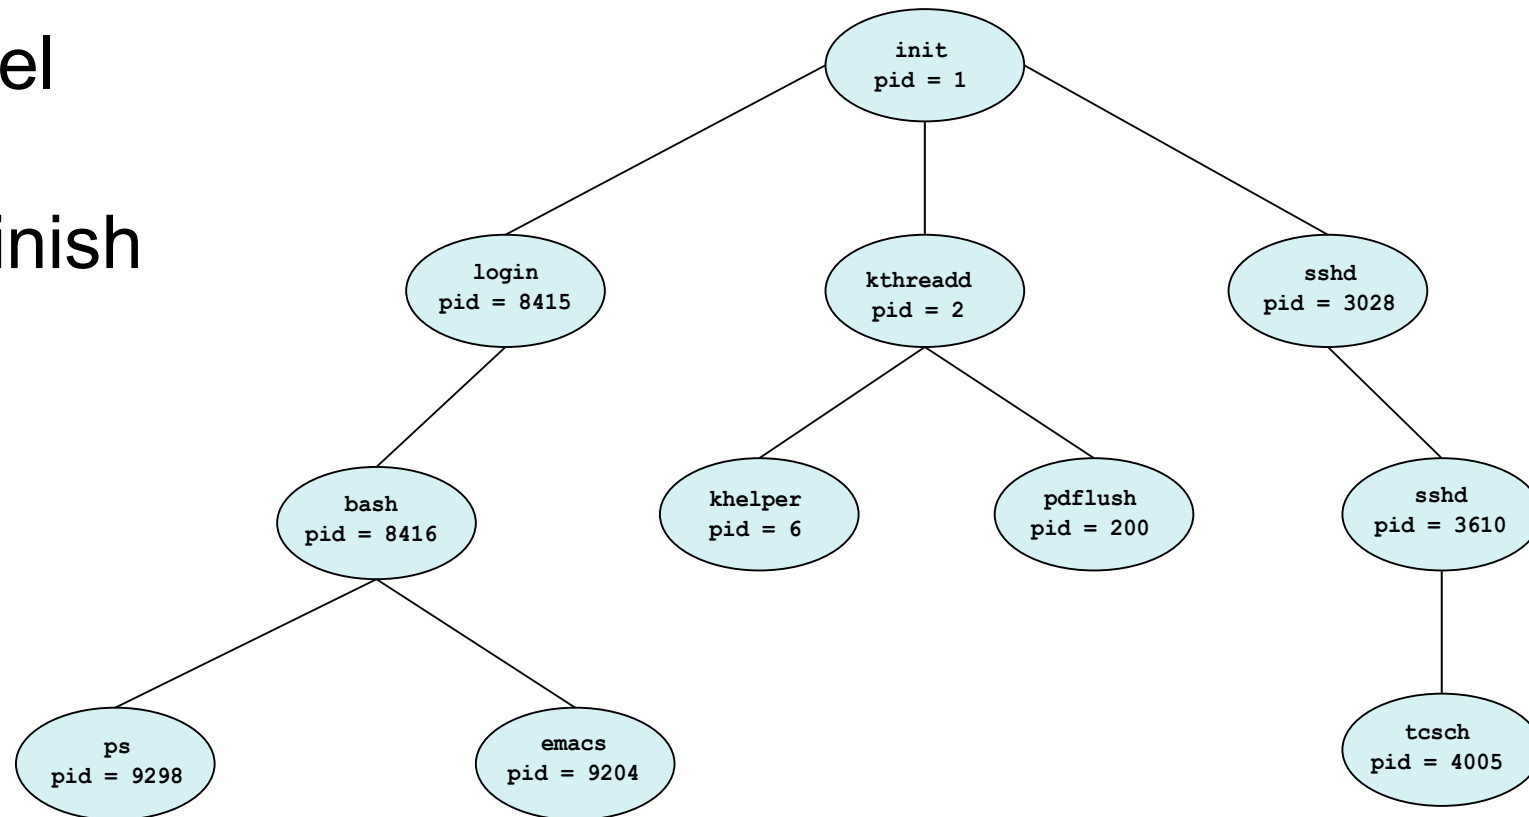 el
inish
init
pid = 1
login
pid = 8415
kthreadd
pid = 2
sshd
pid = 3028
bash
pid = 8416
khelper
pid = 6
pdflush
pid = 200
sshd
pid = 3610
ps
pid = 9298
emacs
pid = 9204
tcsch
pid = 4005